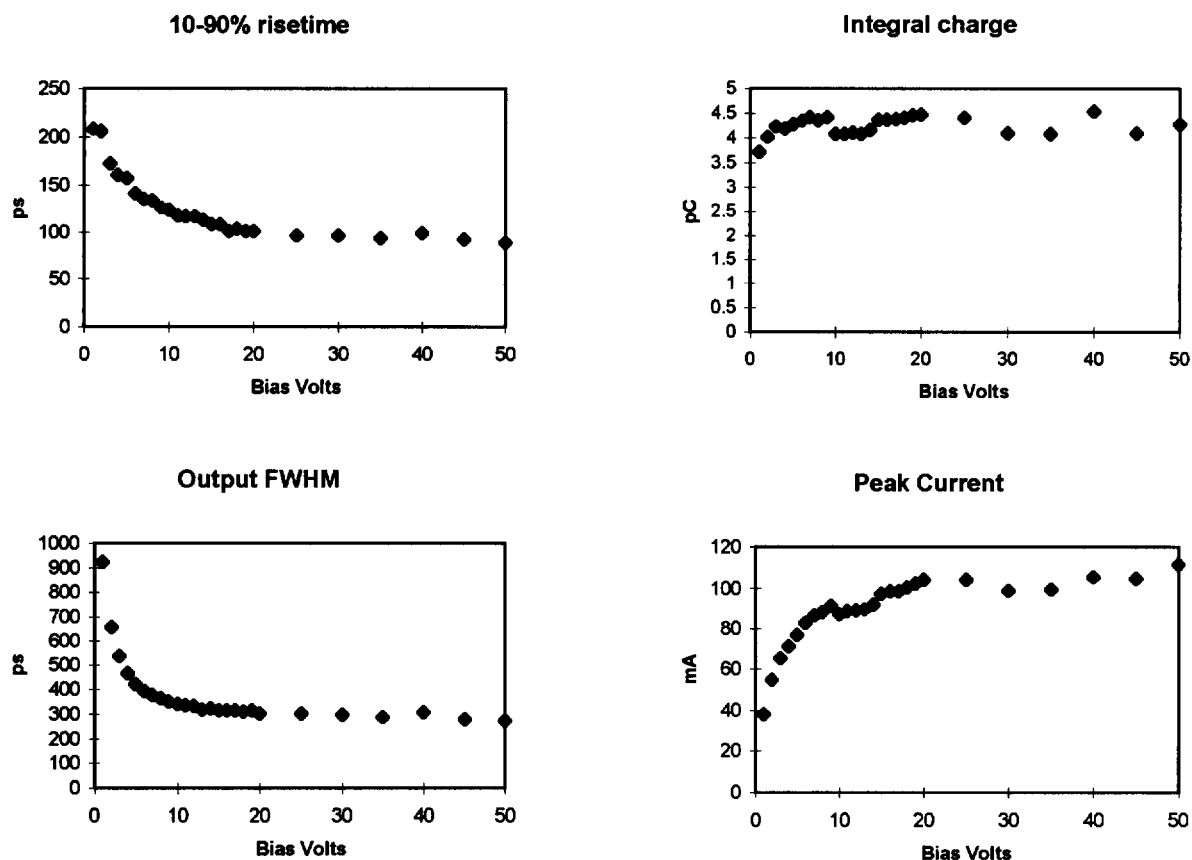 10-90% risetime
250
200
150
100
50
0
ps
0 10 20 30 40 50
Bias Volts
Integral charge
5
4.5
4
3.5
3
2.5
2
1.5
1
0.5
0
pC
0 10 20 30 40 50
Bias Volts
Output FWHM
1000
900
800
700
600
500
400
300
200
100
0
ps
0 10 20 30 40 50
Bias Volts
Peak Current
120
100
80
60
40
20
0
mA
0 10 20 30 40 50
Bias Volts